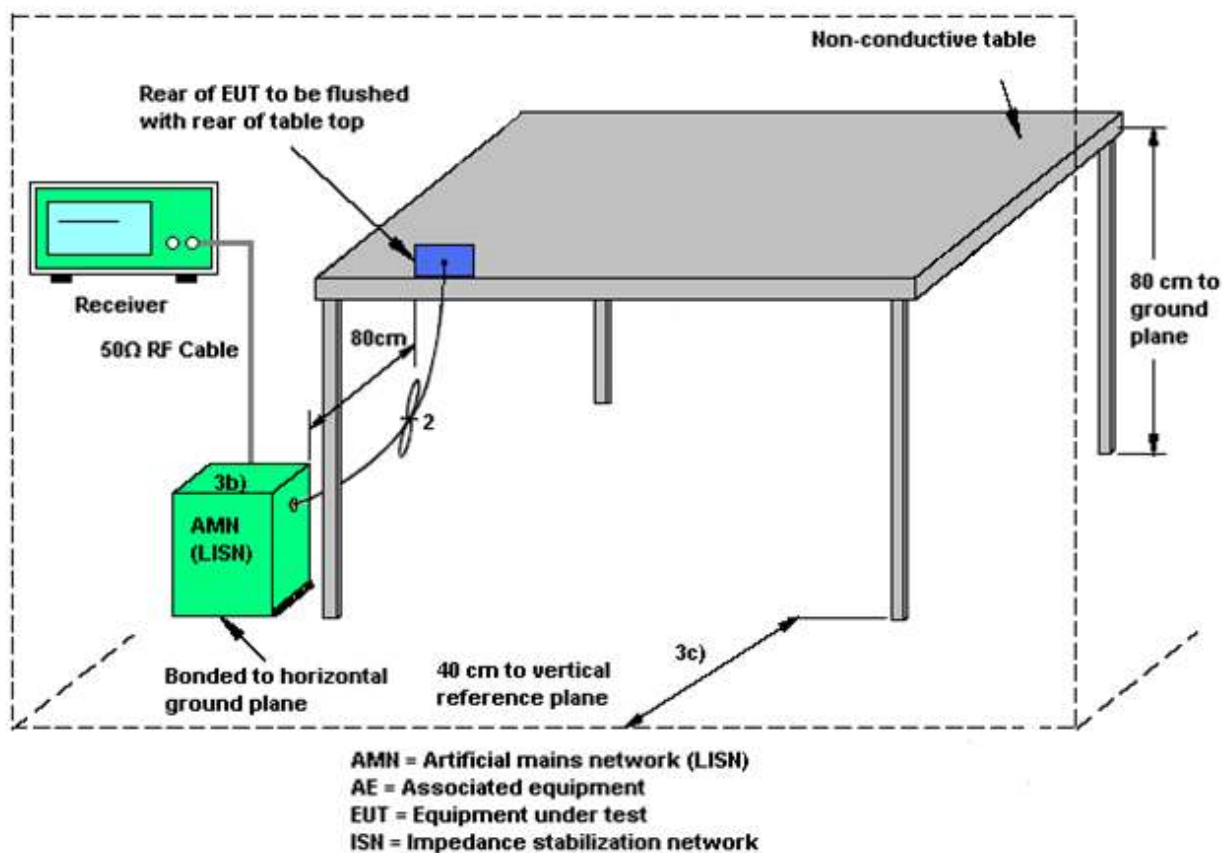 Non-conductive table
Rear of EUT to be flushed
with rear of table top
Receiver
50Ω RF Cable
80cm
80 cm to
ground
plane
2
3b)
AMN
(LISN)
3c)
Bonded to horizontal
ground plane
40 cm to vertical
reference plane
AMN = Artificial mains network (LISN)
AE = Associated equipment
EUT = Equipment under test
ISN = Impedance stabilization network